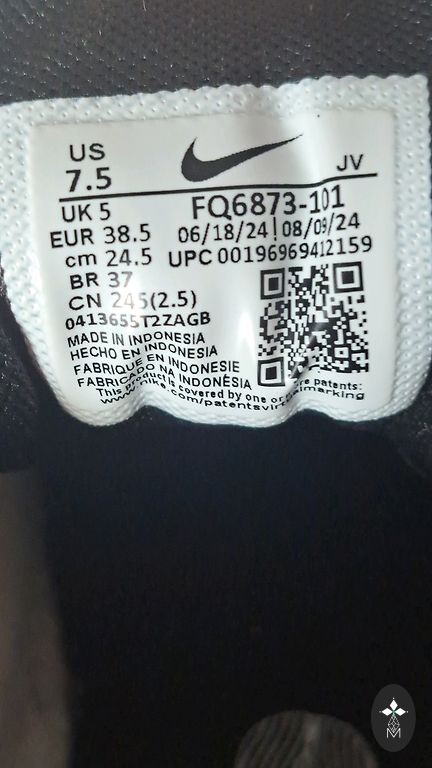 US
7.5
JV
UK 5
FQ6873-101
EUR 38.5
06/18/24 | 08/09/24
cm 24.5
UPC 00196969412159
BR 37
CN 245(2.5)
0413655T2ZAGB
MADE IN INDONESIA
HECHO EN INDONESIA
FABRIQUE EN INDONESIE
FABRICADO NA INDONÉSIA
This product is covered by one or more patents:
www.nike.com/patentsvirtualmarking
M